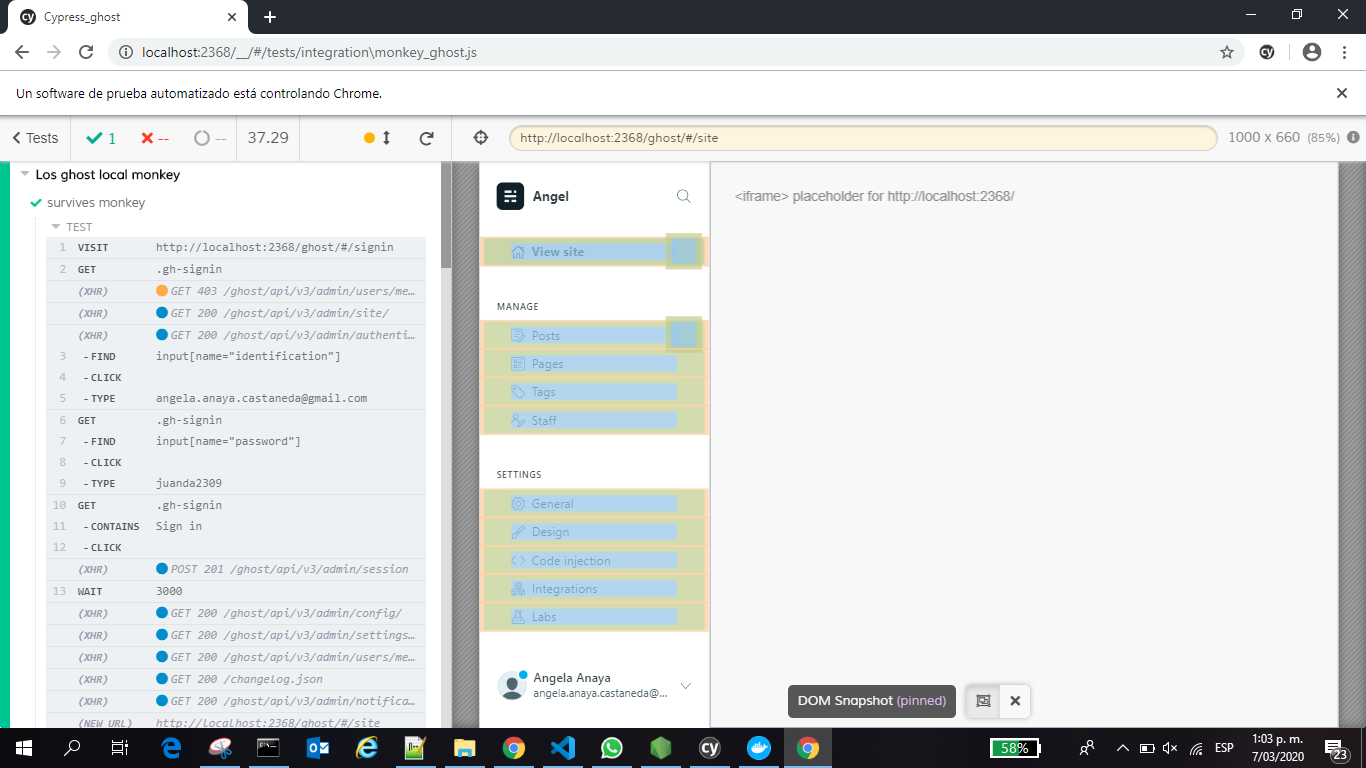 Cypress_ghost
localhost:2368/__/#/tests/integration\monkey_ghost.js
Un software de prueba automatizado está controlando Chrome.
Tests 1 -- -- 37.29
http://localhost:2368/ghost/#/site
1000 x 660 (85%)
Los ghost local monkey
survives monkey
TEST
1 VISIT http://localhost:2368/ghost/#/signin
2 GET .gh-signin
(XHR) GET 403 /ghost/api/v3/admin/users/me…
(XHR) GET 200 /ghost/api/v3/admin/site/
(XHR) GET 200 /ghost/api/v3/admin/authenti…
3 -FIND input[name="identification"]
4 -CLICK
5 -TYPE angela.anaya.castaneda@gmail.com
6 GET .gh-signin
7 -FIND input[name="password"]
8 -CLICK
9 -TYPE juanda2309
10 GET .gh-signin
11 -CONTAINS Sign in
12 -CLICK
(XHR) POST 201 /ghost/api/v3/admin/session
13 WAIT 3000
(XHR) GET 200 /ghost/api/v3/admin/config/
(XHR) GET 200 /ghost/api/v3/admin/settings…
(XHR) GET 200 /ghost/api/v3/admin/users/me…
(XHR) GET 200 /changelog.json
(XHR) GET 200 /ghost/api/v3/admin/notifica…
(NEW URL) http://localhost:2368/ghost/#/site
Angel
View site
MANAGE
Posts
Pages
Tags
Staff
SETTINGS
General
Design
Code injection
Integrations
Labs
Angela Anaya
angela.anaya.castaneda@...
<iframe> placeholder for http://localhost:2368/
DOM Snapshot (pinned)
58%
ESP
1:03 p. m.
7/03/2020
23